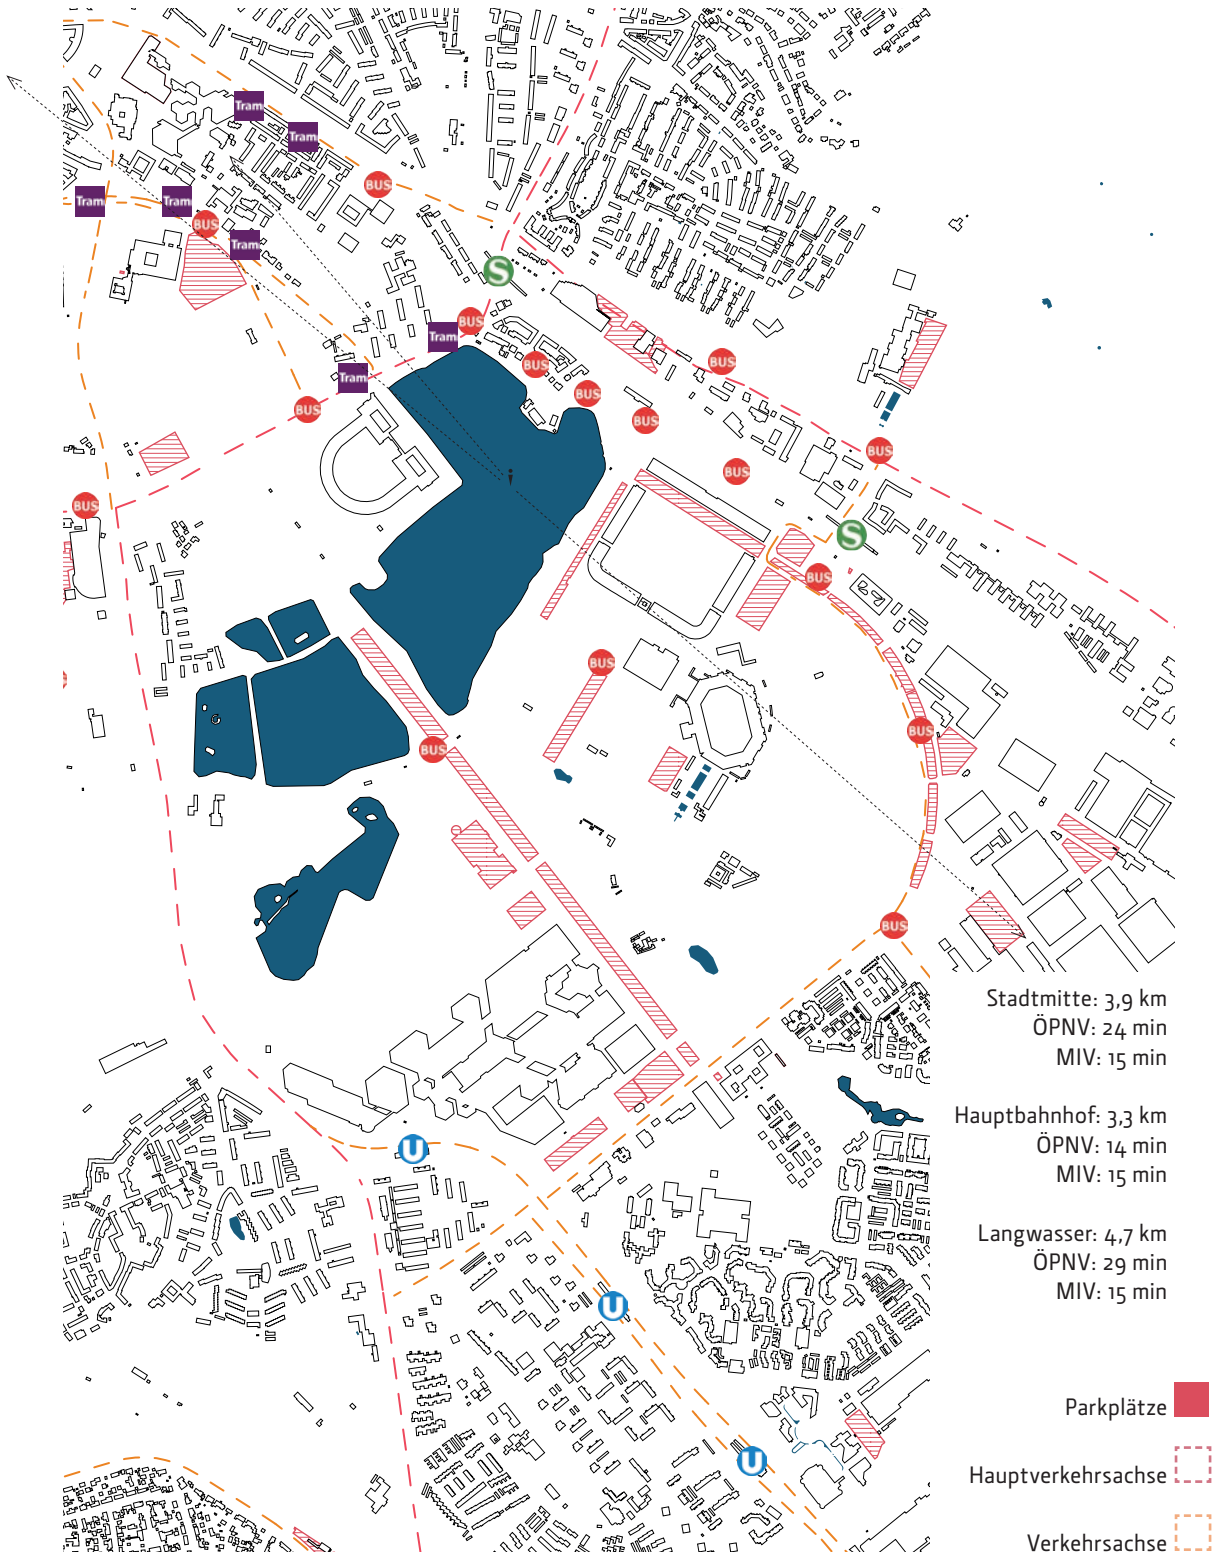 Tram
Tram
BUS
Tram
Tram
BUS
Tram
S
BUS
Tram
BUS
BUS
Tram
BUS
BUS
BUS
BUS
BUS
BUS
S
BUS
BUS
BUS
BUS
BUS
Stadtmitte: 3,9 km
ÖPNV: 24 min
MIV: 15 min
Hauptbahnhof: 3,3 km
ÖPNV: 14 min
MIV: 15 min
U
Langwasser: 4,7 km
ÖPNV: 29 min
MIV: 15 min
U
Parkplätze
U
Hauptverkehrsachse
Verkehrsachse